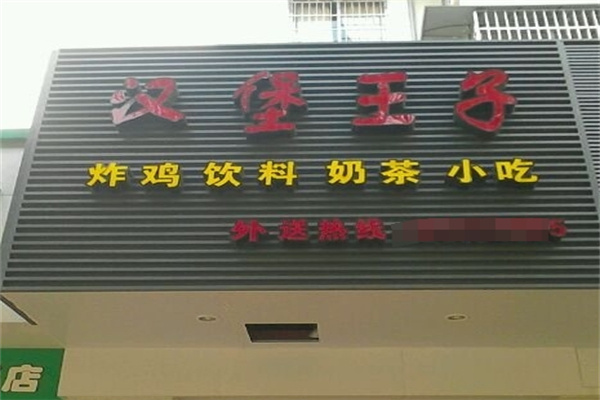 汉堡王子
炸鸡 饮料 奶茶 小吃
外送热线
店